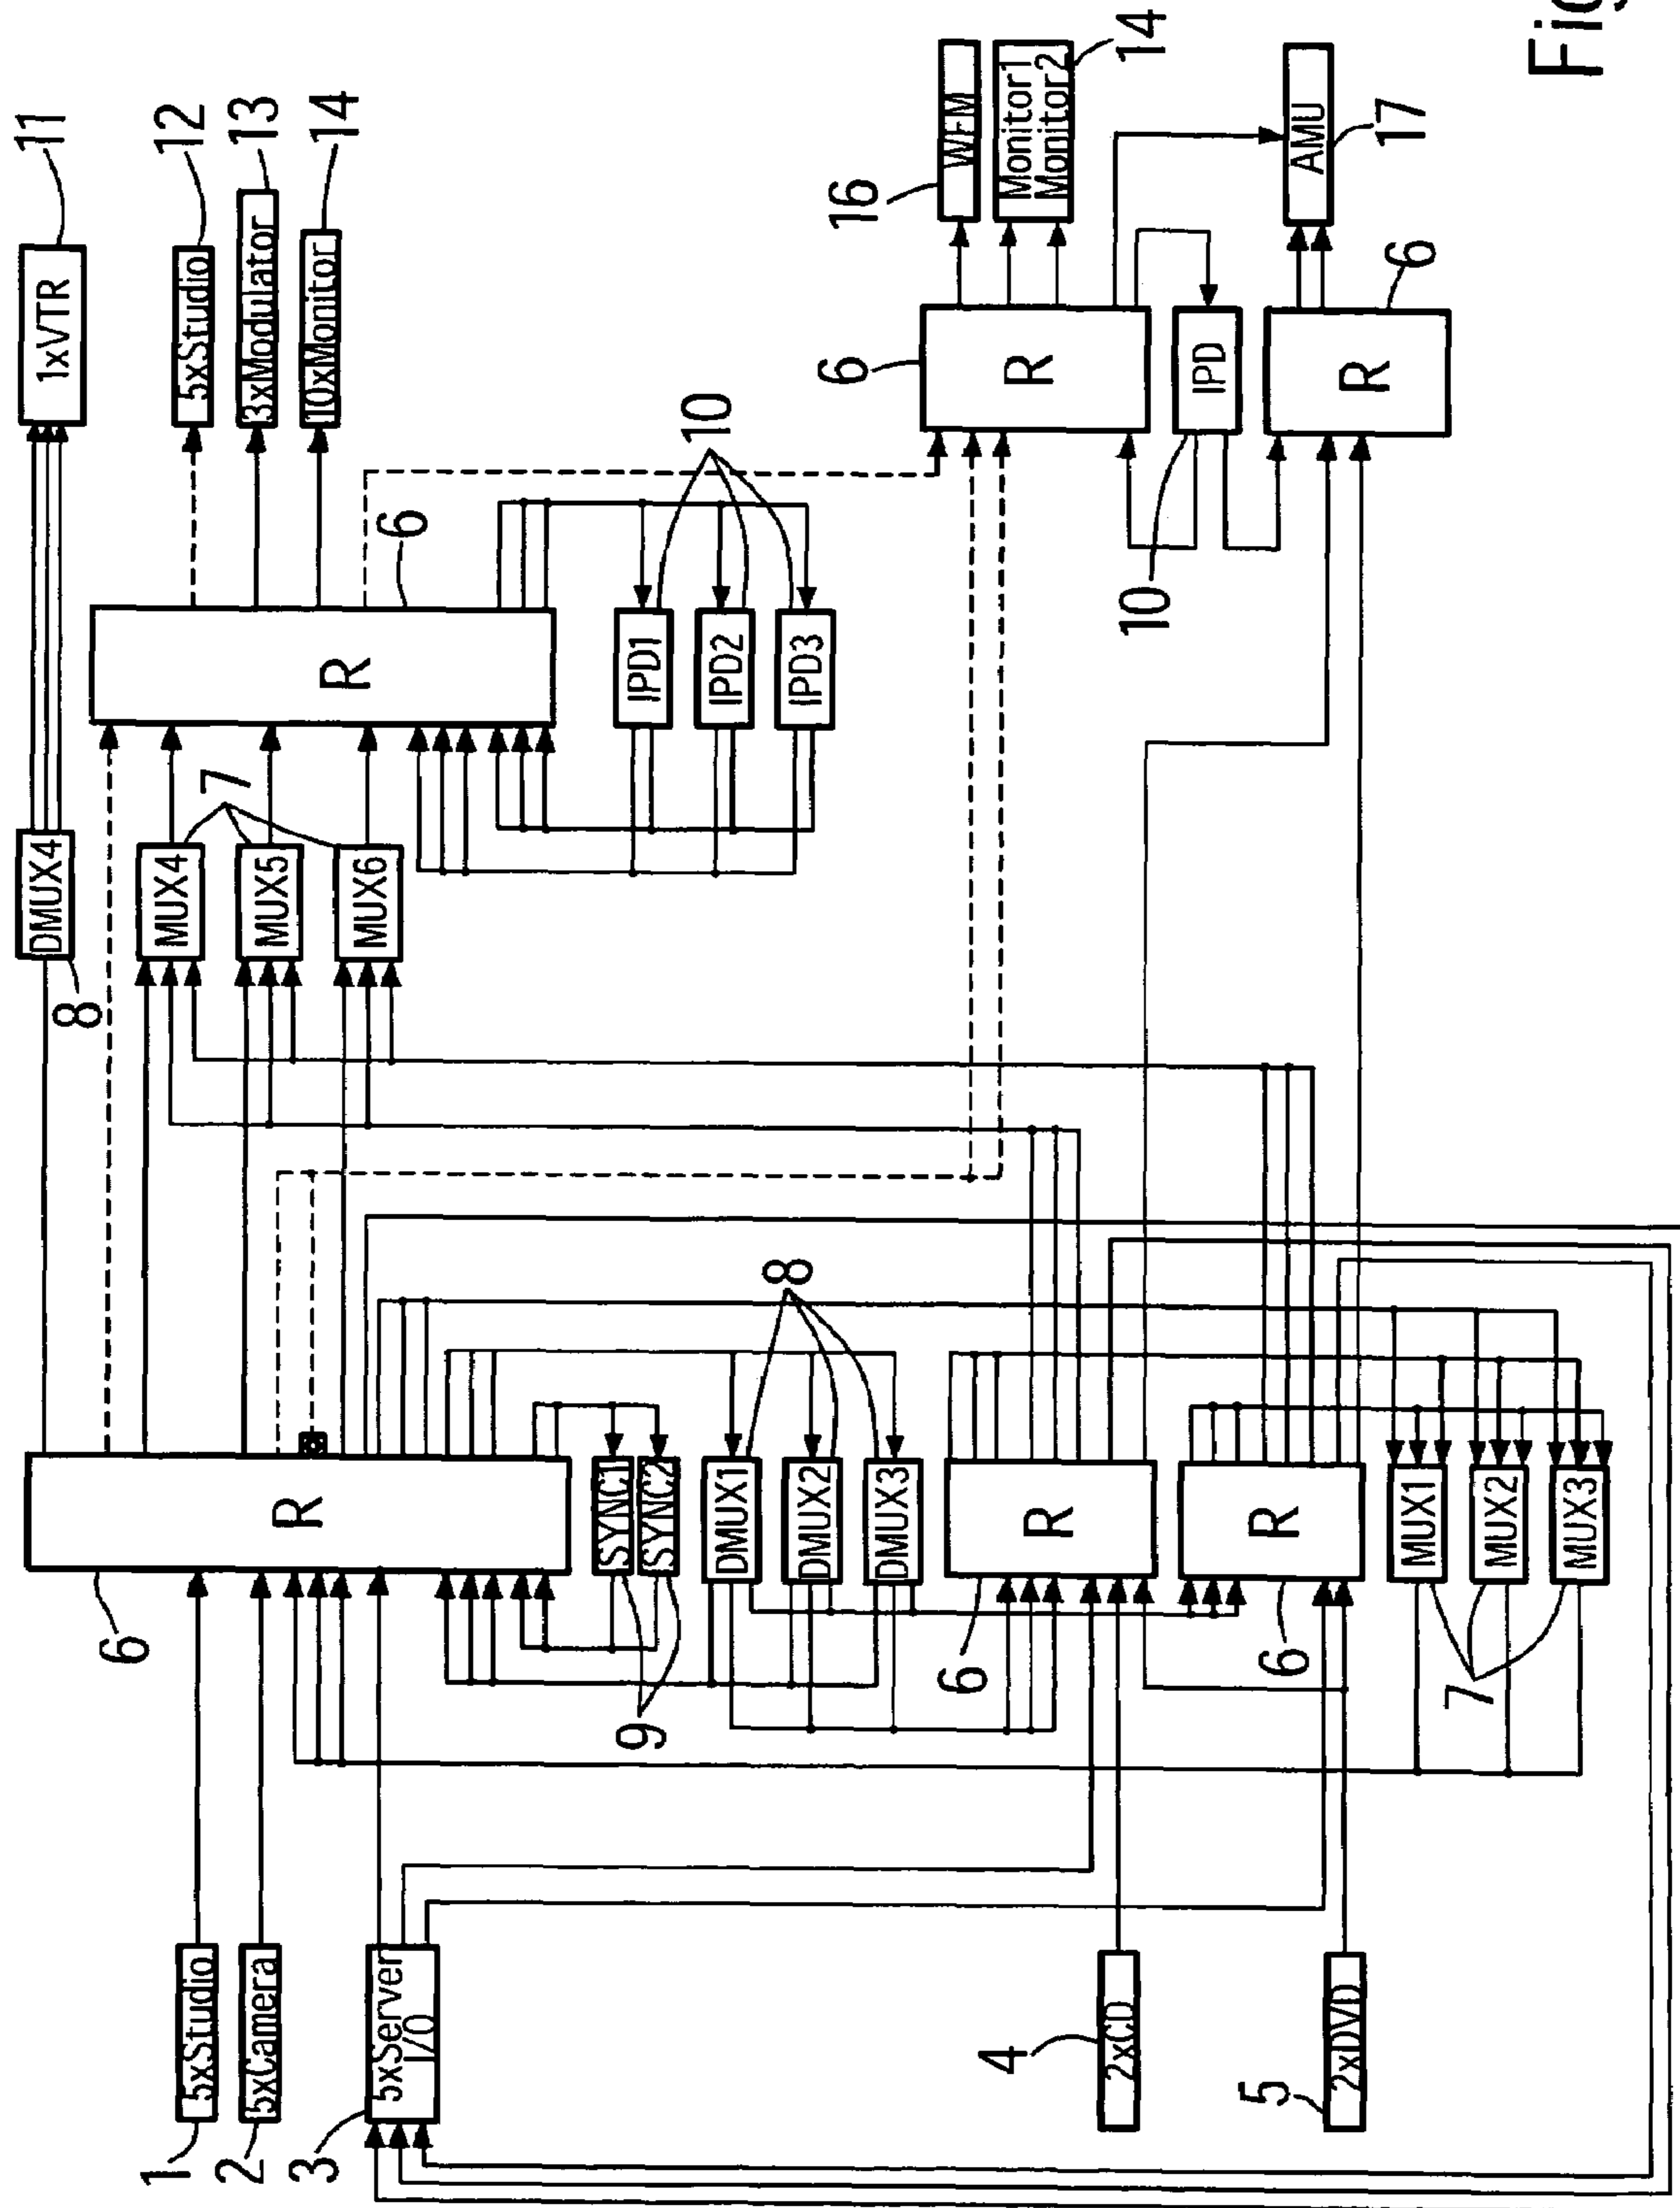 11
1xVTR
12
5xStudio
13
3xModulator
14
10xMonitor
DMUX4
8
R
6
7
MUX4
MUX5
MUX6
IPD1
IPD2
IPD3
10
16
WFM
Monitor1
Monitor2
14
6
R
IPD
10
AMU
17
R
6
R
6
SYNC1
SYNC2
9
DMUX1
DMUX2
DMUX3
8
R
6
R
6
MUX1
MUX2
MUX3
7
1
5xStudio
2
5xCamera
3
5xServer
I/O
4
2xCD
5
2xDVD